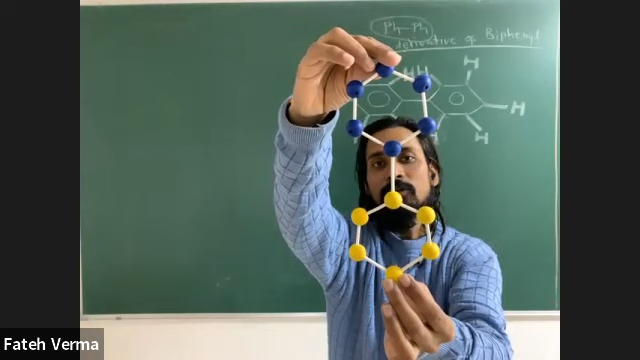 Ph-Ph
derivative of Biphenyl
H H H
H
H
Fateh Verma